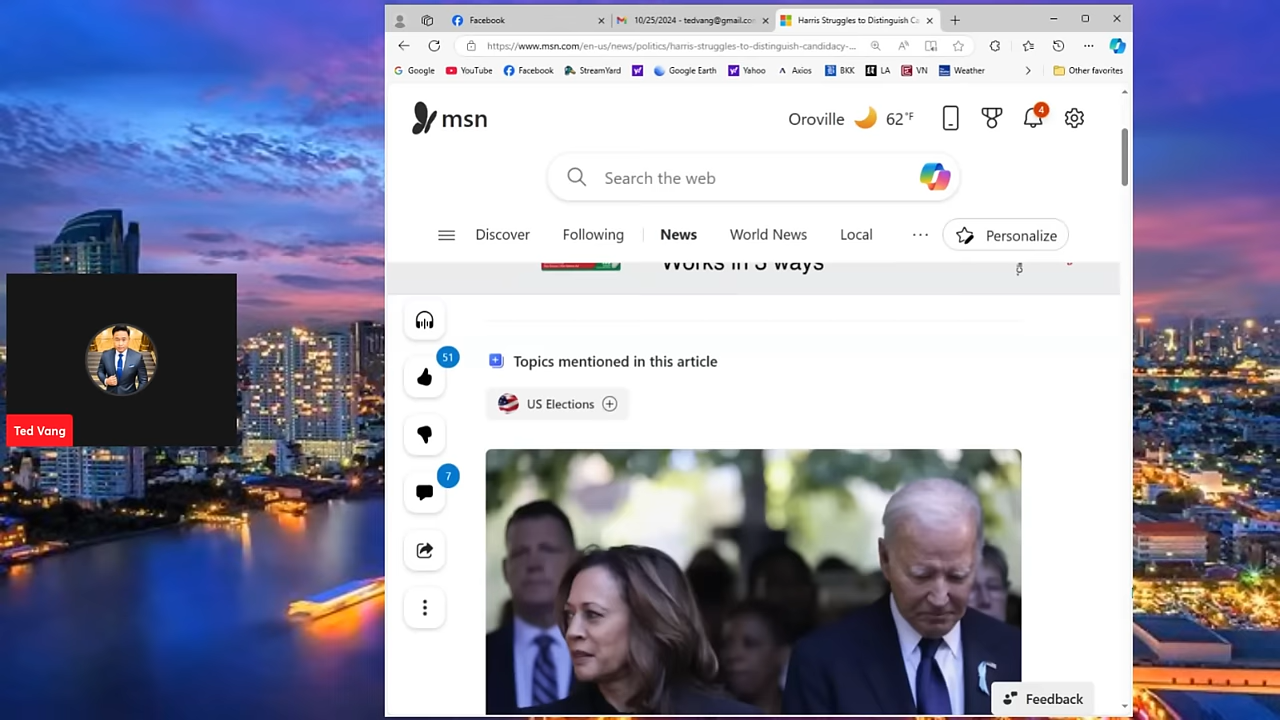 Facebook
10/25/2024 - tedvang@gmail.co
Harris Struggles to Distinguish Ca
https://www.msn.com/en-us/news/politics/harris-struggles-to-distinguish-candidacy-...
Google YouTube Facebook StreamYard Google Earth Yahoo Axios BKK LA VN Weather Other favorites
msn
Oroville 62°F 4
Search the web
Discover Following News World News Local ... Personalize
Works in 3 ways
51
Topics mentioned in this article
US Elections
Ted Vang
7
Feedback